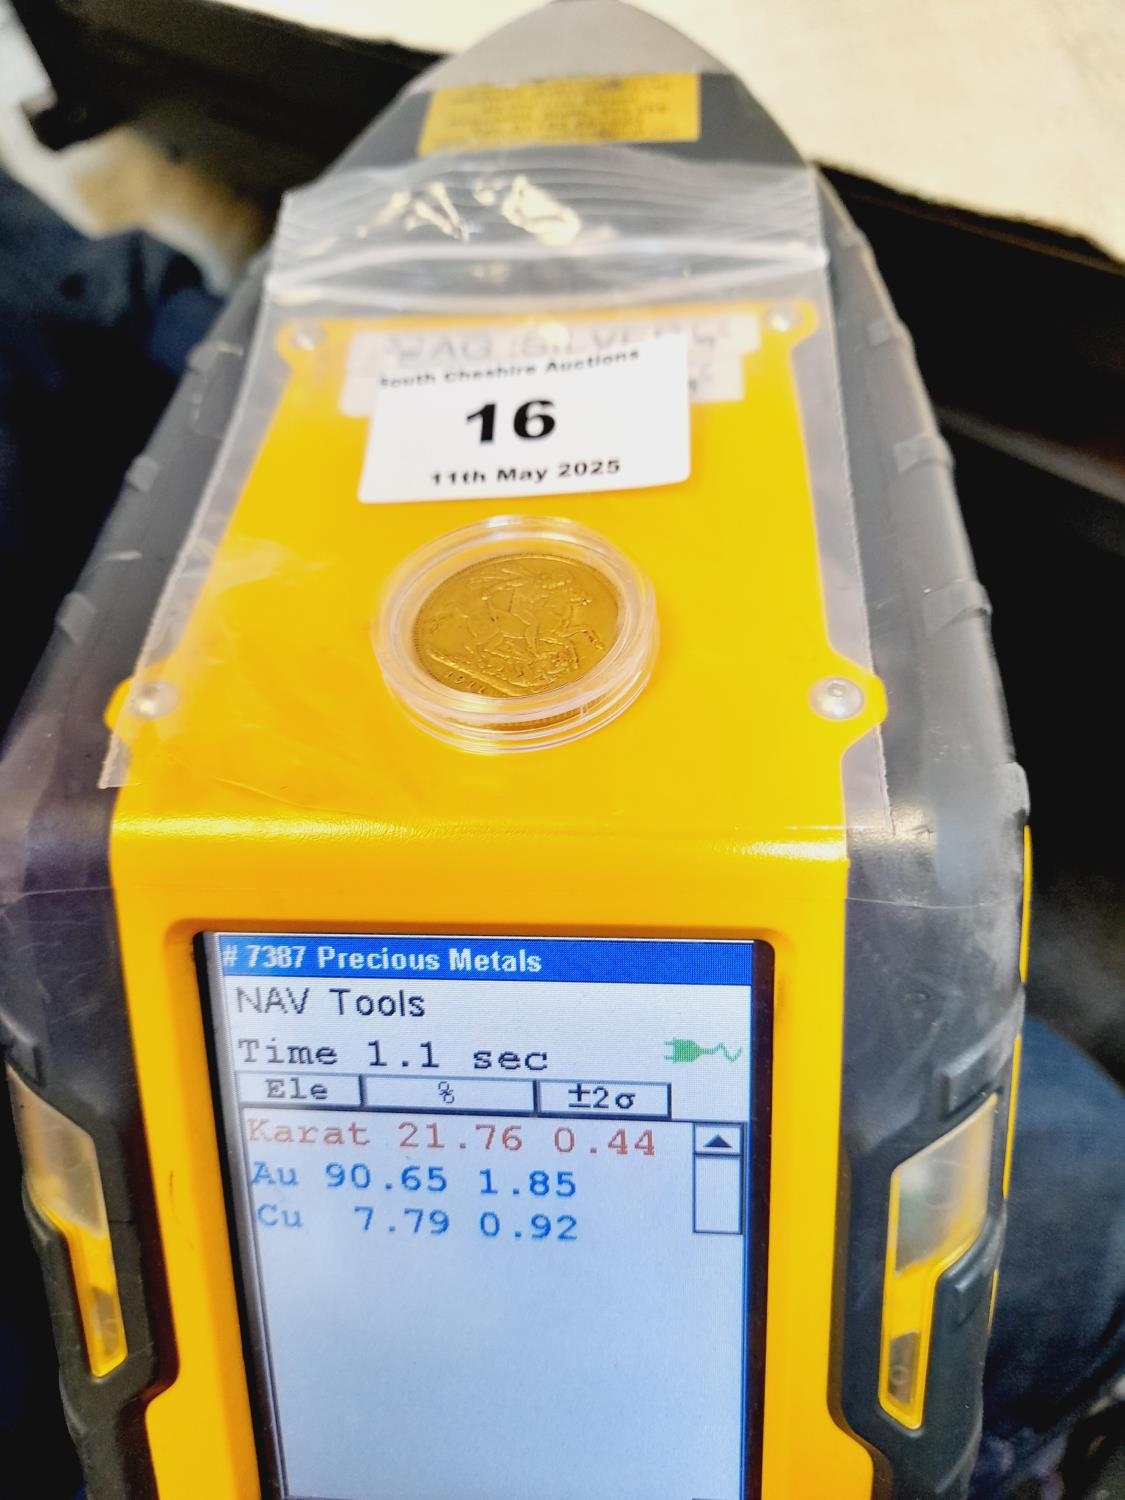 South Cheshire Auctions
16
11th May 2025
# 7387 Precious Metals
NAV Tools
Time 1.1 sec
Ele % ±2σ
Karat 21.76 0.44
Au 90.65 1.85
Cu 7.79 0.92